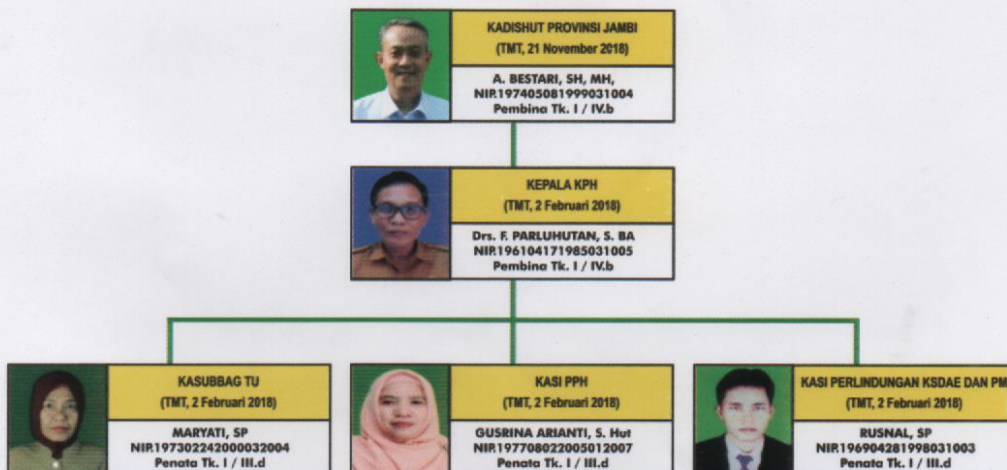 KADISHUT PROVINSI JAMBI
(TMT, 21 November 2018)
A. BESTARI, SH, MH,
NIP.197405081999031004
Pembina Tk. I / IV.b
KEPALA KPH
(TMT, 2 Februari 2018)
Drs. F. PARLUHUTAN, S. BA
NIP.196104171985031005
Pembina Tk. I / IV.b
KASUBBAG TU
(TMT, 2 Februari 2018)
MARYATI, SP
NIP.197302242000032004
Penata Tk. I / III.d
KASI PPH
(TMT, 2 Februari 2018)
GUSRINA ARIANTI, S. Hut
NIP.197708022005012007
Penata Tk. I / III.d
KASI PERLINDUNGAN KSDAE DAN PM
(TMT, 2 Februari 2018)
RUSNAL, SP
NIP.196904281998031003
Penata Tk. I / III.d